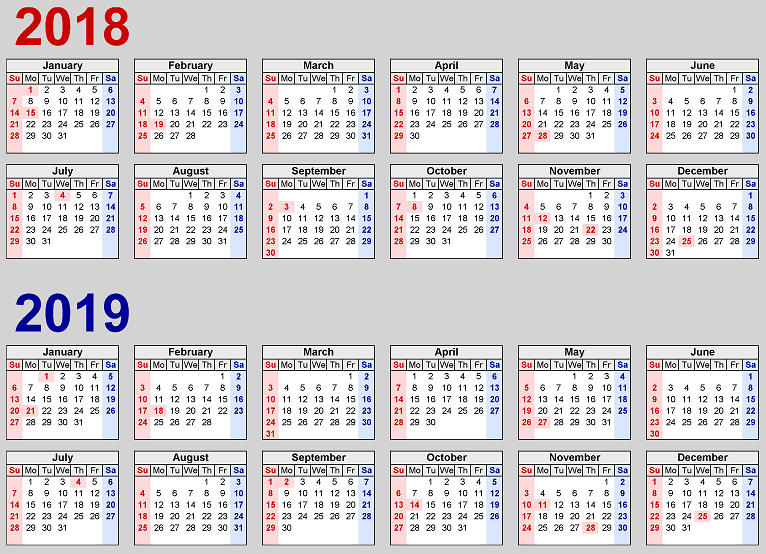 2018
January
Su Mo Tu We Th Fr Sa
1 2 3 4 5 6
7 8 9 10 11 12 13
14 15 16 17 18 19 20
21 22 23 24 25 26 27
28 29 30 31
February
Su Mo Tu We Th Fr Sa
1 2 3
4 5 6 7 8 9 10
11 12 13 14 15 16 17
18 19 20 21 22 23 24
25 26 27 28
March
Su Mo Tu We Th Fr Sa
1 2 3
4 5 6 7 8 9 10
11 12 13 14 15 16 17
18 19 20 21 22 23 24
25 26 27 28 29 30 31
April
Su Mo Tu We Th Fr Sa
1 2 3 4 5 6 7
8 9 10 11 12 13 14
15 16 17 18 19 20 21
22 23 24 25 26 27 28
29 30
May
Su Mo Tu We Th Fr Sa
1 2 3 4 5
6 7 8 9 10 11 12
13 14 15 16 17 18 19
20 21 22 23 24 25 26
27 28 29 30 31
June
Su Mo Tu We Th Fr Sa
1 2
3 4 5 6 7 8 9
10 11 12 13 14 15 16
17 18 19 20 21 22 23
24 25 26 27 28 29 30
July
Su Mo Tu We Th Fr Sa
1 2 3 4 5 6 7
8 9 10 11 12 13 14
15 16 17 18 19 20 21
22 23 24 25 26 27 28
29 30 31
August
Su Mo Tu We Th Fr Sa
1 2 3 4
5 6 7 8 9 10 11
12 13 14 15 16 17 18
19 20 21 22 23 24 25
26 27 28 29 30 31
September
Su Mo Tu We Th Fr Sa
1
2 3 4 5 6 7 8
9 10 11 12 13 14 15
16 17 18 19 20 21 22
23 24 25 26 27 28 29
30
October
Su Mo Tu We Th Fr Sa
1 2 3 4 5 6
7 8 9 10 11 12 13
14 15 16 17 18 19 20
21 22 23 24 25 26 27
28 29 30 31
November
Su Mo Tu We Th Fr Sa
1 2 3
4 5 6 7 8 9 10
11 12 13 14 15 16 17
18 19 20 21 22 23 24
25 26 27 28 29 30
December
Su Mo Tu We Th Fr Sa
1
2 3 4 5 6 7 8
9 10 11 12 13 14 15
16 17 18 19 20 21 22
23 24 25 26 27 28 29
30 31
2019
January
Su Mo Tu We Th Fr Sa
1 2 3 4 5
6 7 8 9 10 11 12
13 14 15 16 17 18 19
20 21 22 23 24 25 26
27 28 29 30 31
February
Su Mo Tu We Th Fr Sa
1 2
3 4 5 6 7 8 9
10 11 12 13 14 15 16
17 18 19 20 21 22 23
24 25 26 27 28
March
Su Mo Tu We Th Fr Sa
1 2
3 4 5 6 7 8 9
10 11 12 13 14 15 16
17 18 19 20 21 22 23
24 25 26 27 28 29 30
31
April
Su Mo Tu We Th Fr Sa
1 2 3 4 5 6
7 8 9 10 11 12 13
14 15 16 17 18 19 20
21 22 23 24 25 26 27
28 29 30
May
Su Mo Tu We Th Fr Sa
1 2 3 4
5 6 7 8 9 10 11
12 13 14 15 16 17 18
19 20 21 22 23 24 25
26 27 28 29 30 31
June
Su Mo Tu We Th Fr Sa
1
2 3 4 5 6 7 8
9 10 11 12 13 14 15
16 17 18 19 20 21 22
23 24 25 26 27 28 29
30
July
Su Mo Tu We Th Fr Sa
1 2 3 4 5 6
7 8 9 10 11 12 13
14 15 16 17 18 19 20
21 22 23 24 25 26 27
28 29 30 31
August
Su Mo Tu We Th Fr Sa
1 2 3
4 5 6 7 8 9 10
11 12 13 14 15 16 17
18 19 20 21 22 23 24
25 26 27 28 29 30 31
September
Su Mo Tu We Th Fr Sa
1 2 3 4 5 6 7
8 9 10 11 12 13 14
15 16 17 18 19 20 21
22 23 24 25 26 27 28
29 30
October
Su Mo Tu We Th Fr Sa
1 2 3 4 5
6 7 8 9 10 11 12
13 14 15 16 17 18 19
20 21 22 23 24 25 26
27 28 29 30 31
November
Su Mo Tu We Th Fr Sa
1 2
3 4 5 6 7 8 9
10 11 12 13 14 15 16
17 18 19 20 21 22 23
24 25 26 27 28 29 30
December
Su Mo Tu We Th Fr Sa
1 2 3 4 5 6 7
8 9 10 11 12 13 14
15 16 17 18 19 20 21
22 23 24 25 26 27 28
29 30 31